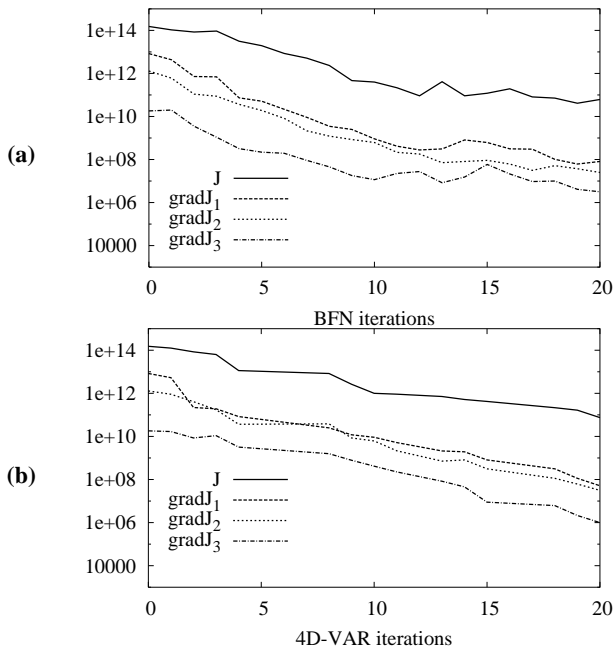 1e+14
1e+12
1e+10
(a)
1e+08
1e+06
10000
J
gradJ1
gradJ2
gradJ3
0 5 10 15 20
BFN iterations
1e+14
1e+12
1e+10
(b)
1e+08
1e+06
10000
J
gradJ1
gradJ2
gradJ3
0 5 10 15 20
4D-VAR iterations